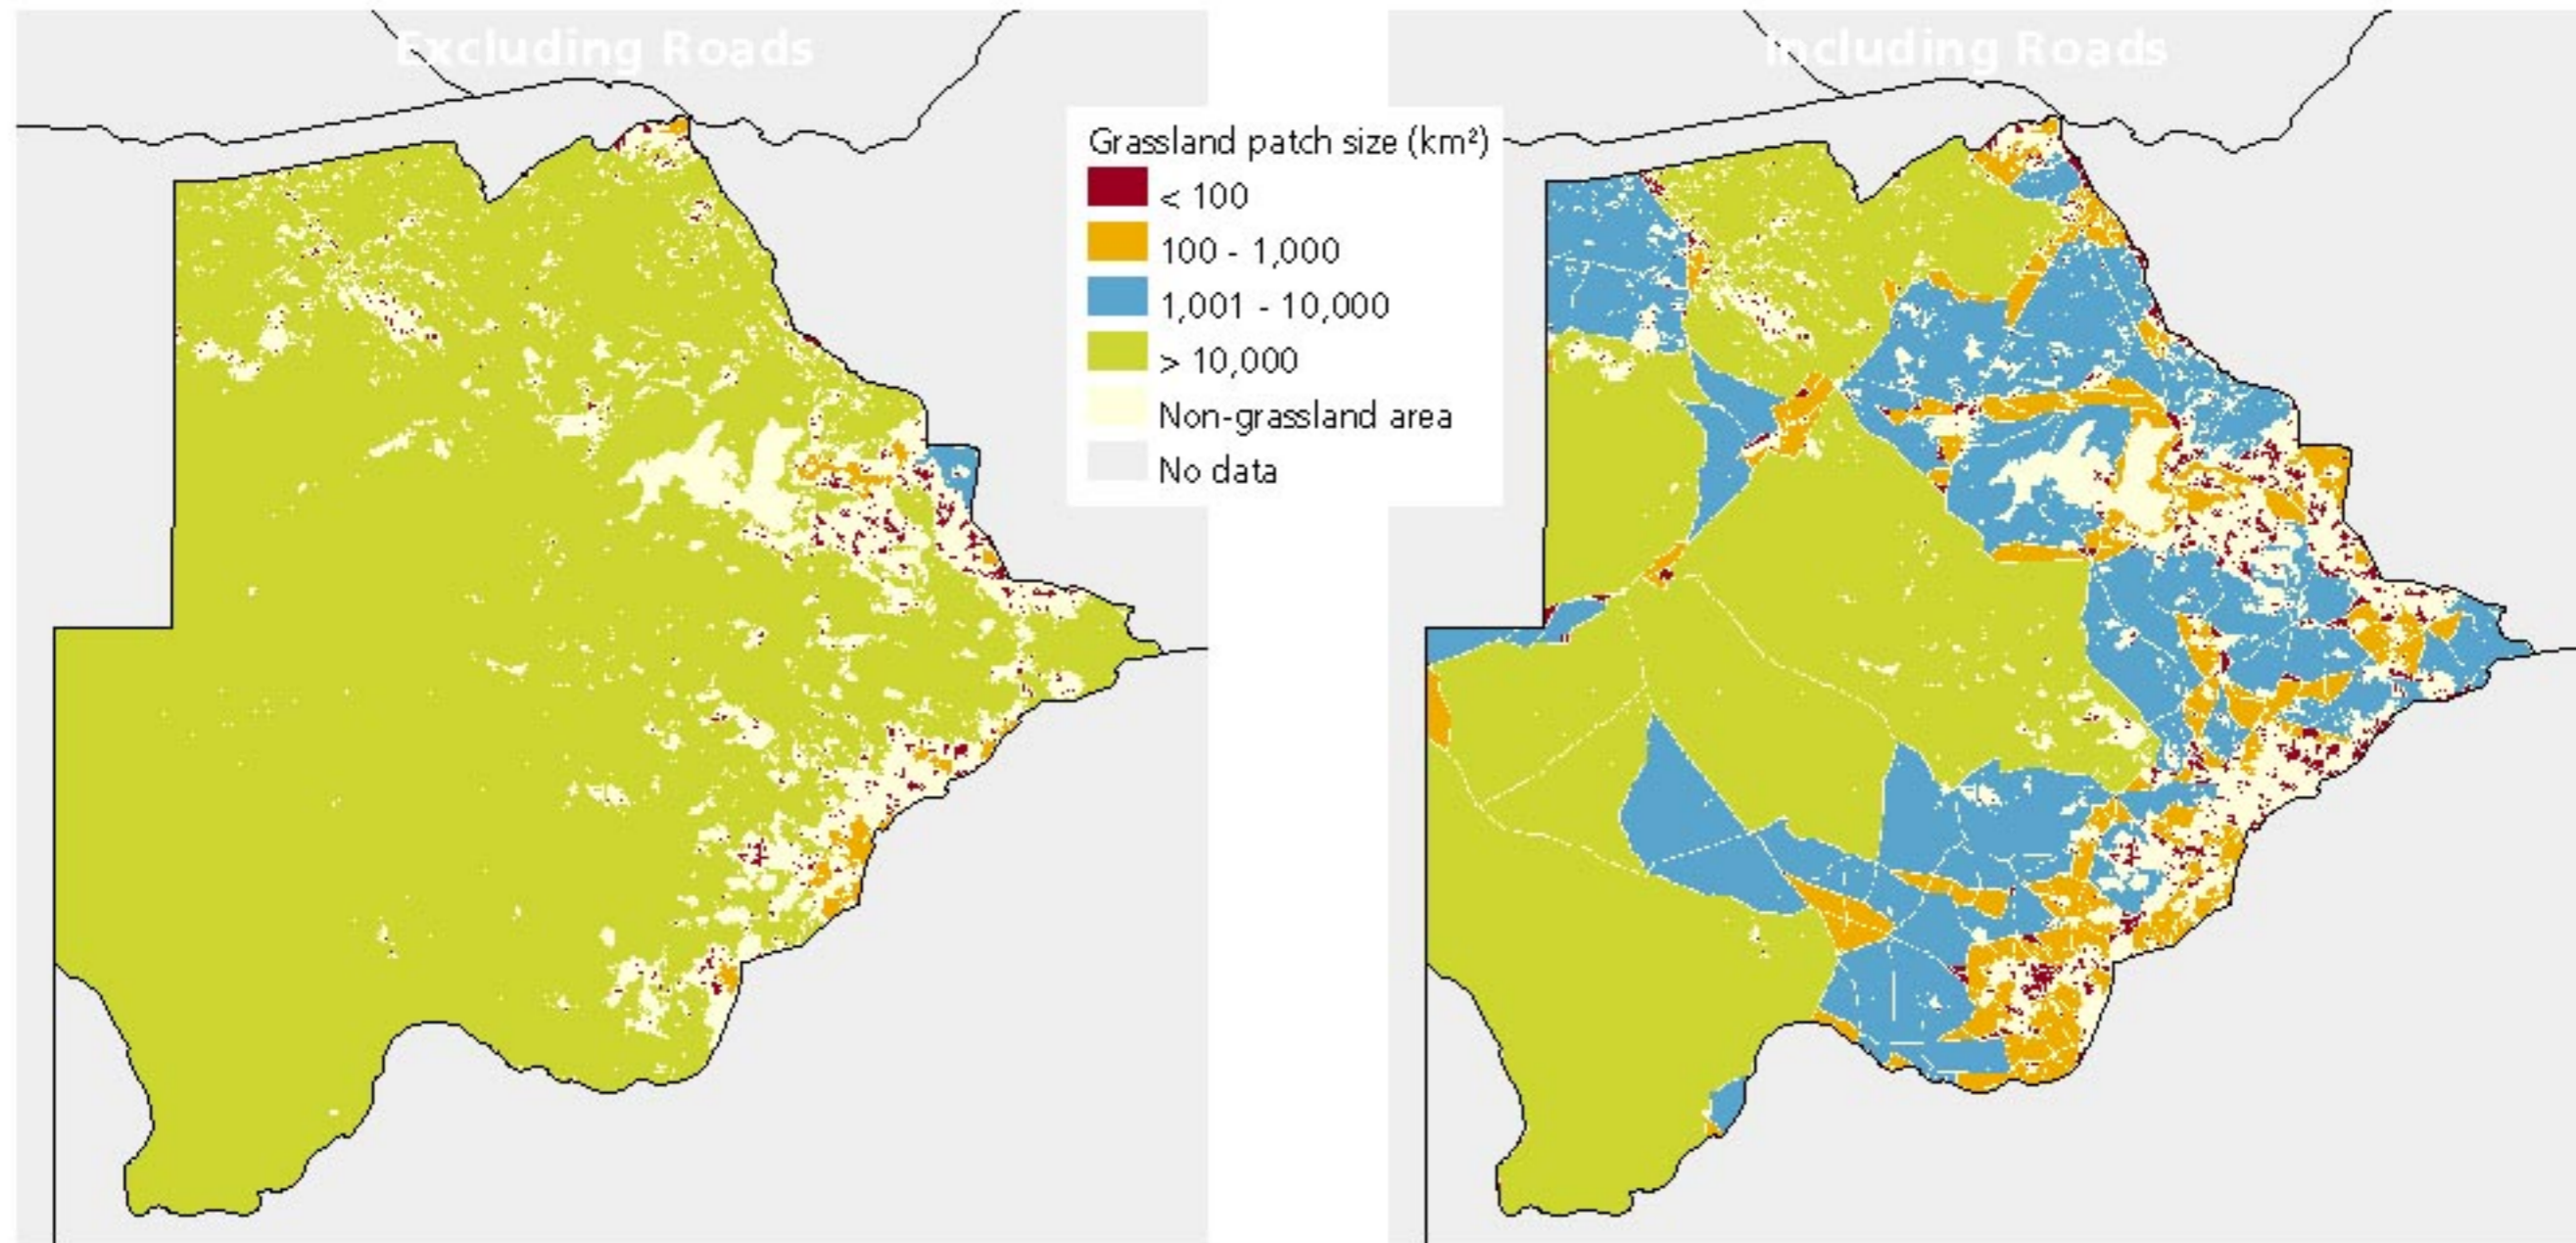 Excluding Roads
Including Roads
Grassland patch size (km²)
< 100
100 - 1,000
1,001 - 10,000
> 10,000
Non-grassland area
No data